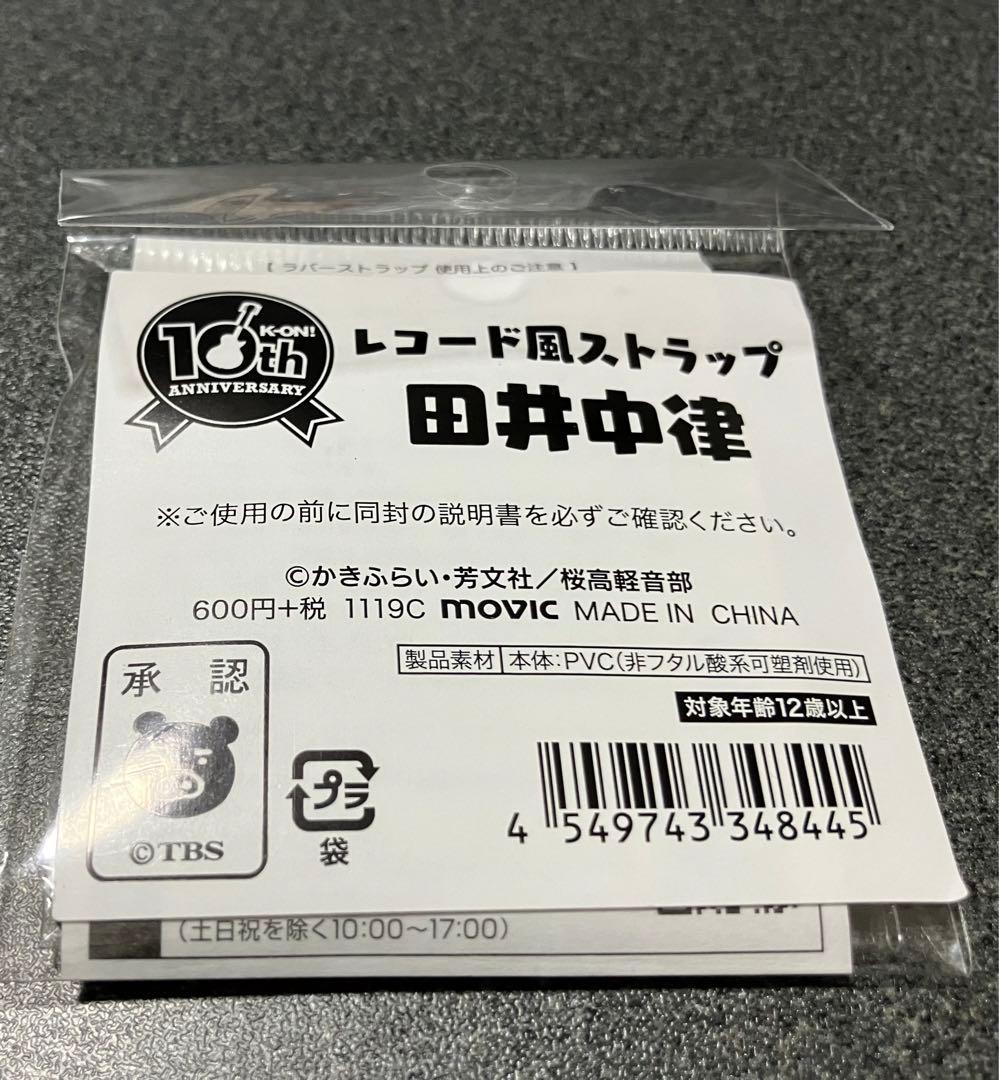 [ ラバーストラップ 使用上のご注意 ]
K-ON!
10th
ANNIVERSARY
レコード風ストラップ
田井中律
※ご使用の前に同封の説明書を必ずご確認ください。
©かきふらい・芳文社／桜高軽音部
600円+税 1119C movic MADE IN CHINA
製品素材 本体:PVC(非フタル酸系可塑剤使用)
対象年齢12歳以上
承 認
©TBS
プラ
袋
4 549743 348445
(土日祝を除く10:00〜17:00)